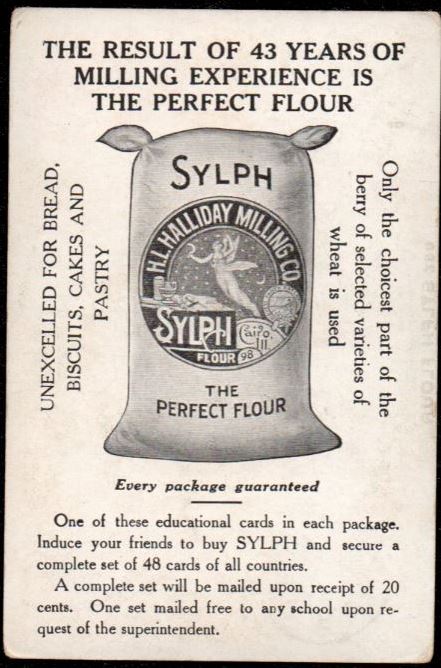 THE RESULT OF 43 YEARS OF
MILLING EXPERIENCE IS
THE PERFECT FLOUR
UNEXCELLED FOR BREAD,
BISCUITS, CAKES AND
PASTRY
SYLPH
H.L. HALLIDAY MILLING CO
SYLPH
Cairo,
Ill
FLOUR 98
THE
PERFECT FLOUR
Only the choicest part of the
berry of selected varieties of
wheat is used
Every package guaranteed
One of these educational cards in each package.
Induce your friends to buy SYLPH and secure a
complete set of 48 cards of all countries.
A complete set will be mailed upon receipt of 20
cents. One set mailed free to any school upon re-
quest of the superintendent.